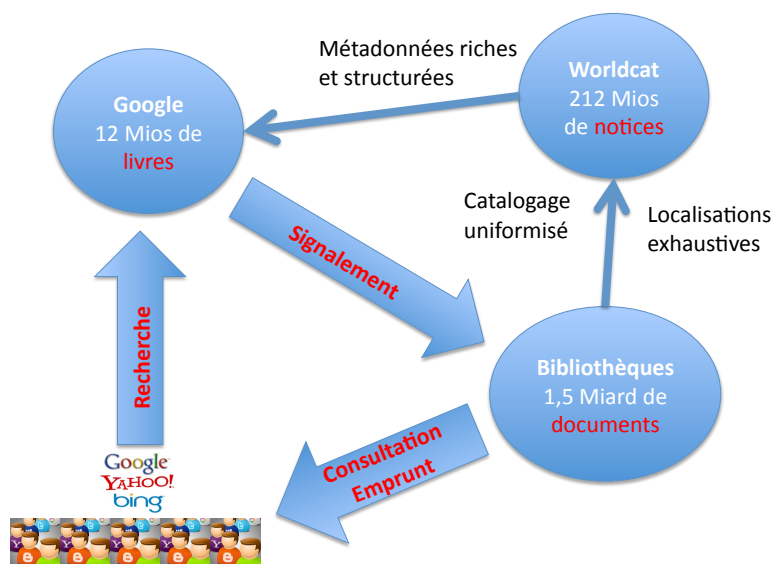 Métadonnées riches
et structurées
Google
12 Mios de
livres
Worldcat
212 Mios
de notices
Catalogage
uniformisé
Localisations
exhaustives
Signalement
Recherche
Bibliothèques
1,5 Miard de
documents
Consultation
Emprunt
Google
YAHOO!
bing